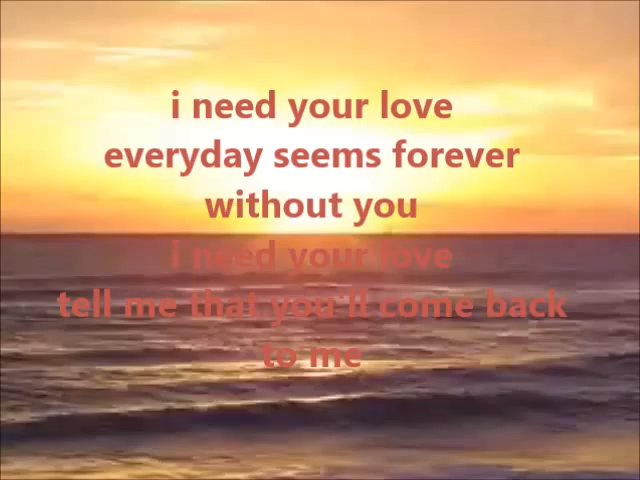 i need your love
everyday seems forever
without you
i need your love
tell me that you`ll come back
to me